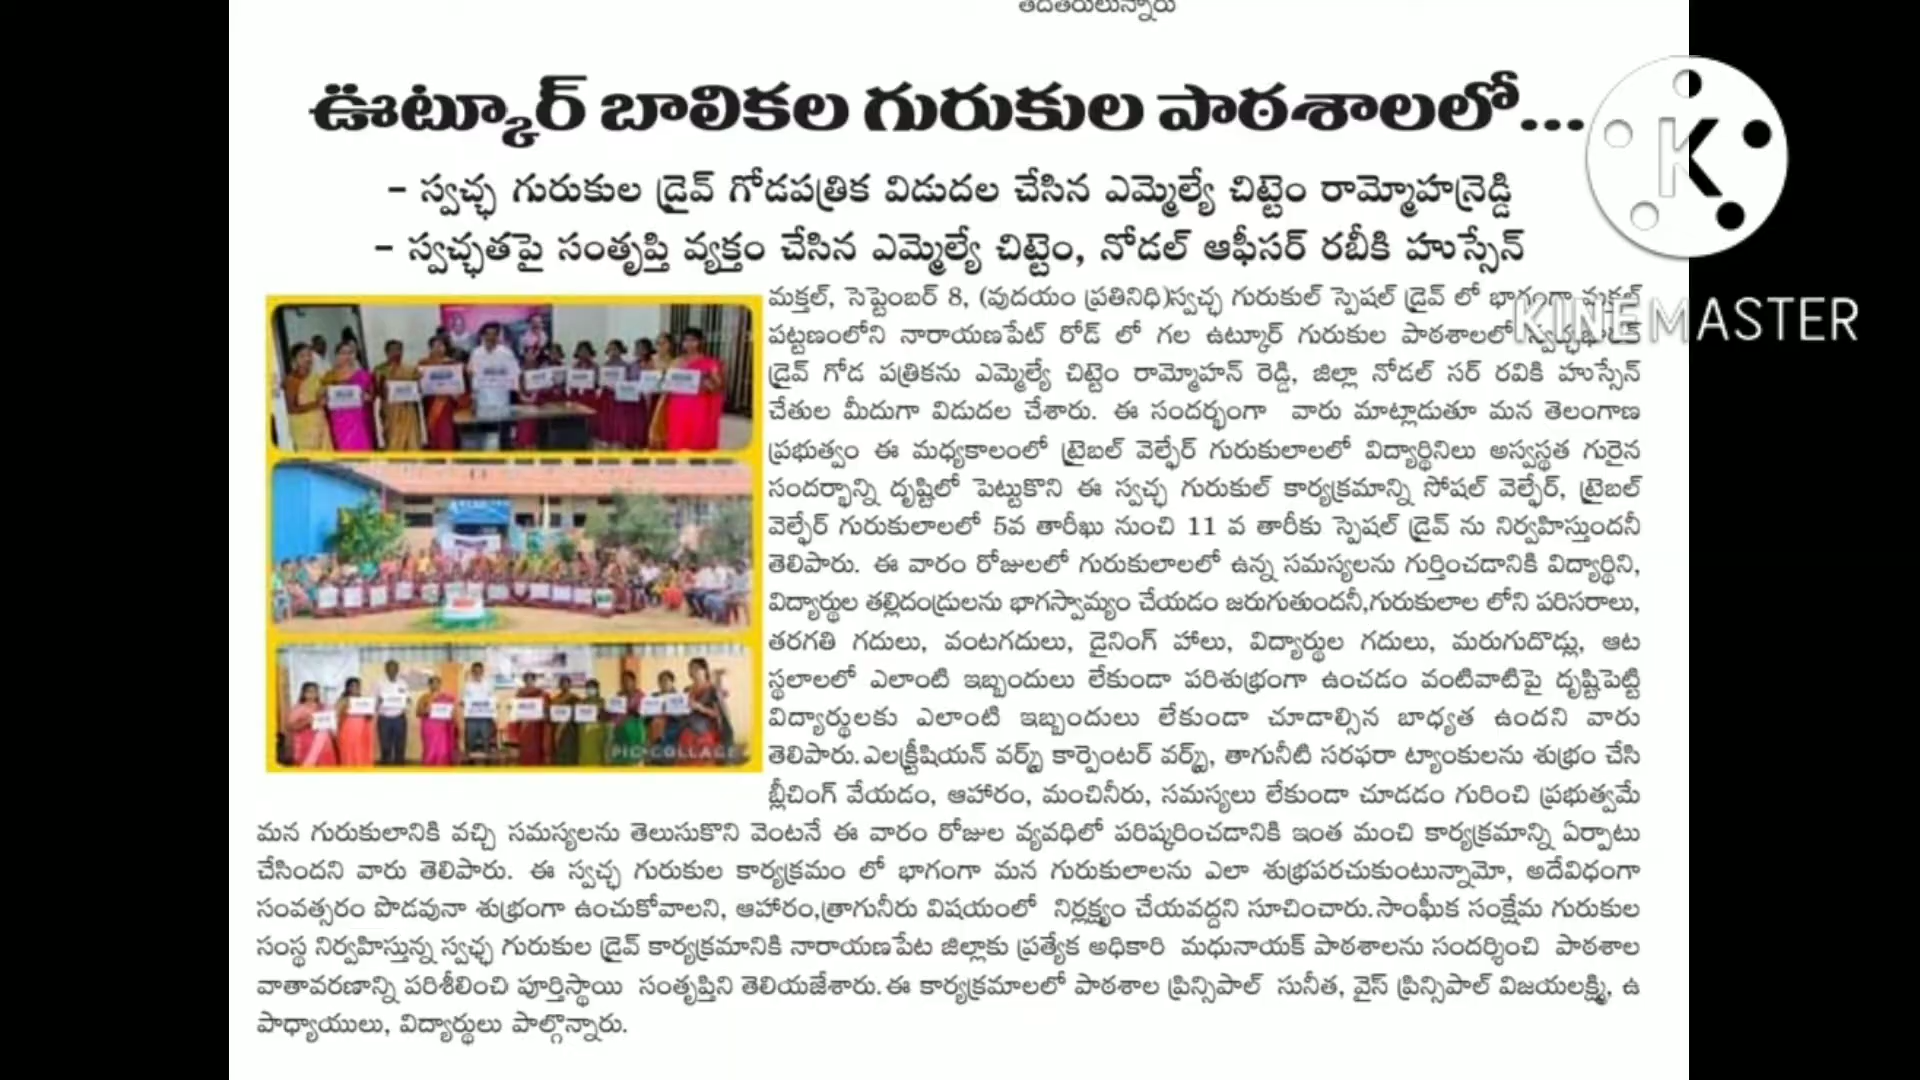 ఊట్కూర్ బాలికల గురుకుల పాఠశాలలో...
- స్వచ్ఛ గురుకుల డ్రైవ్ గోడపత్రిక విడుదల చేసిన ఎమ్మెల్యే చిట్టెం రామ్మోహన్రెడ్డి
- స్వచ్ఛతపై సంతృప్తి వ్యక్తం చేసిన ఎమ్మెల్యే చిట్టెం, నోడల్ ఆఫీసర్ రబీకి హుస్సేన్
మక్తల్, సెప్టెంబర్ 8, (వుదయం ప్రతినిధి)స్వచ్ఛ గురుకుల్ స్పెషల్ డ్రైవ్ లో భాగంగా మక్తల్
పట్టణంలోని నారాయణపేట్ రోడ్ లో గల ఉట్కూర్ గురుకుల పాఠశాలలో
డ్రైవ్ గోడ పత్రికను ఎమ్మెల్యే చిట్టెం రామ్మోహన్ రెడ్డి, జిల్లా నోడల్ సర్ రవికి హుస్సేన్
చేతుల మీదుగా విడుదల చేశారు. ఈ సందర్భంగా వారు మాట్లాడుతూ మన తెలంగాణ
ప్రభుత్వం ఈ మధ్యకాలంలో ట్రైబల్ వెల్ఫేర్ గురుకులాలలో విద్యార్థినిలు అస్వస్థత గురైన
సందర్భాన్ని దృష్టిలో పెట్టుకొని ఈ స్వచ్ఛ గురుకుల్ కార్యక్రమాన్ని సోషల్ వెల్ఫేర్, ట్రైబల్
వెల్ఫేర్ గురుకులాలలో 5వ తారీఖు నుంచి 11 వ తారీకు స్పెషల్ డ్రైవ్ ను నిర్వహిస్తుందనీ
తెలిపారు. ఈ వారం రోజులలో గురుకులాలలో ఉన్న సమస్యలను గుర్తించడానికి విద్యార్థిని,
విద్యార్థుల తల్లిదండ్రులను భాగస్వామ్యం చేయడం జరుగుతుందనీ,గురుకులాల లోని పరిసరాలు,
తరగతి గదులు, వంటగదులు, డైనింగ్ హాలు, విద్యార్థుల గదులు, మరుగుదొడ్లు, ఆట
స్థలాలలో ఎలాంటి ఇబ్బందులు లేకుండా పరిశుభ్రంగా ఉంచడం వంటివాటిపై దృష్టిపెట్టి
విద్యార్థులకు ఎలాంటి ఇబ్బందులు లేకుండా చూడాల్సిన బాధ్యత ఉందని వారు
తెలిపారు.ఎలక్ట్రీషియన్ వర్క్స్ కార్పెంటర్ వర్క్స్, తాగునీటి సరఫరా ట్యాంకులను శుభ్రం చేసి
బ్లీచింగ్ వేయడం, ఆహారం, మంచినీరు, సమస్యలు లేకుండా చూడడం గురించి ప్రభుత్వమే
మన గురుకులానికి వచ్చి సమస్యలను తెలుసుకొని వెంటనే ఈ వారం రోజుల వ్యవధిలో పరిష్కరించడానికి ఇంత మంచి కార్యక్రమాన్ని ఏర్పాటు
చేసిందని వారు తెలిపారు. ఈ స్వచ్ఛ గురుకుల కార్యక్రమం లో భాగంగా మన గురుకులాలను ఎలా శుభ్రపరచుకుంటున్నామో, అదేవిధంగా
సంవత్సరం పొడవునా శుభ్రంగా ఉంచుకోవాలని, ఆహారం,త్రాగునీరు విషయంలో నిర్లక్ష్యం చేయవద్దని సూచించారు.సాంఘీక సంక్షేమ గురుకుల
సంస్థ నిర్వహిస్తున్న స్వచ్ఛ గురుకుల డ్రైవ్ కార్యక్రమానికి నారాయణపేట జిల్లాకు ప్రత్యేక అధికారి మధునాయక్ పాఠశాలను సందర్శించి పాఠశాల
వాతావరణాన్ని పరిశీలించి పూర్తిస్థాయి సంతృప్తిని తెలియజేశారు.ఈ కార్యక్రమాలలో పాఠశాల ప్రిన్సిపాల్ సునీత, వైస్ ప్రిన్సిపాల్ విజయలక్ష్మి, ఉ
పాధ్యాయులు, విద్యార్థులు పాల్గొన్నారు.
PIC•COLLAGE
K
KINEMASTER